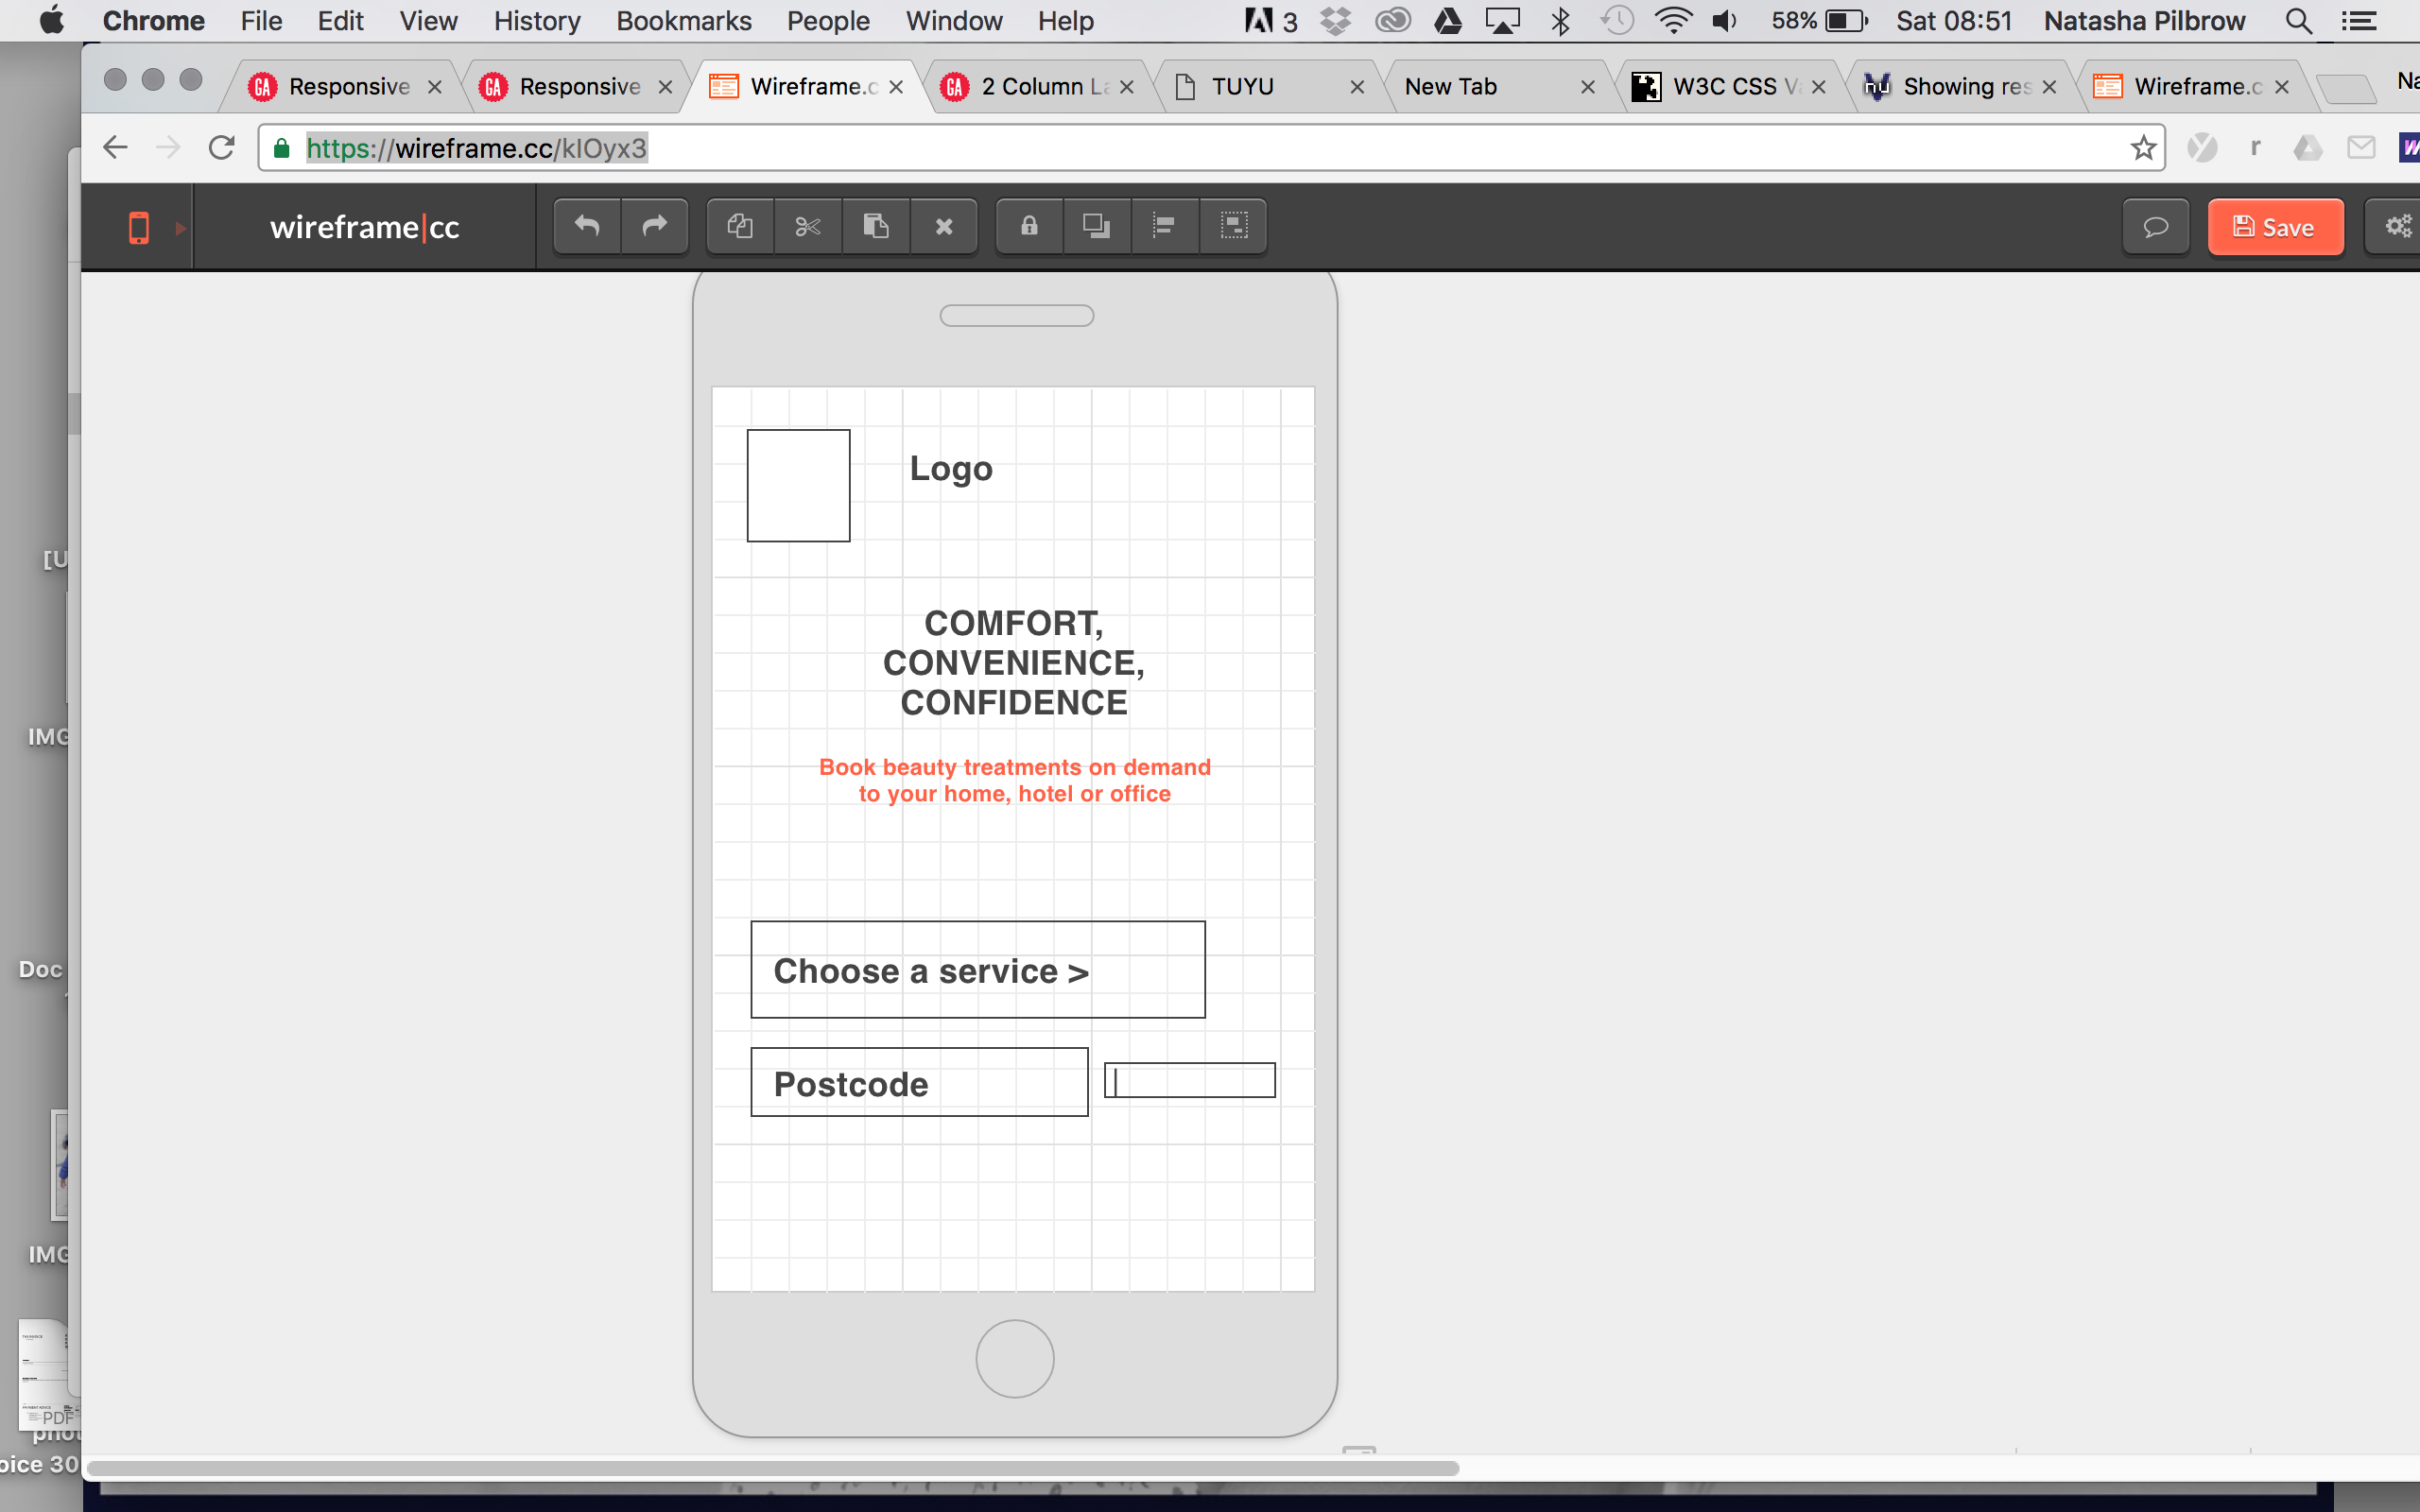 Chrome File Edit View History Bookmarks People Window Help 3 58% Sat 08:51 Natasha Pilbrow
Responsive Responsive Wireframe.c 2 Column La TUYU New Tab W3C CSS Va Showing res Wireframe.c Na
https://wireframe.cc/klOyx3
wireframe|cc Save
Logo
COMFORT,
CONVENIENCE,
CONFIDENCE
Book beauty treatments on demand
to your home, hotel or office
Choose a service >
Postcode
[U
IMG
Doc
IMG
PDF
phot
oice 30